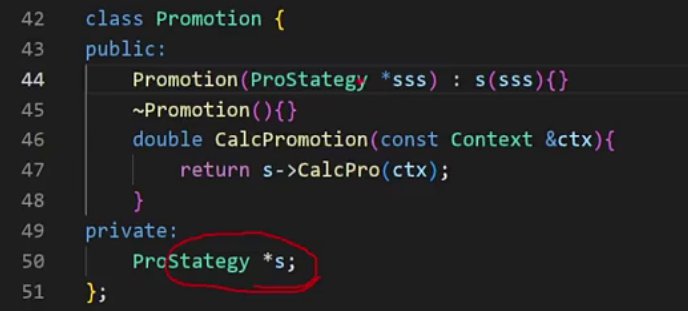 42 class Promotion {
43 public:
44 Promotion(ProStategy *sss) : s(sss){}
45 ~Promotion(){}
46 double CalcPromotion(const Context &ctx){
47 return s->CalcPro(ctx);
48 }
49 private:
50 ProStategy *s;
51 };